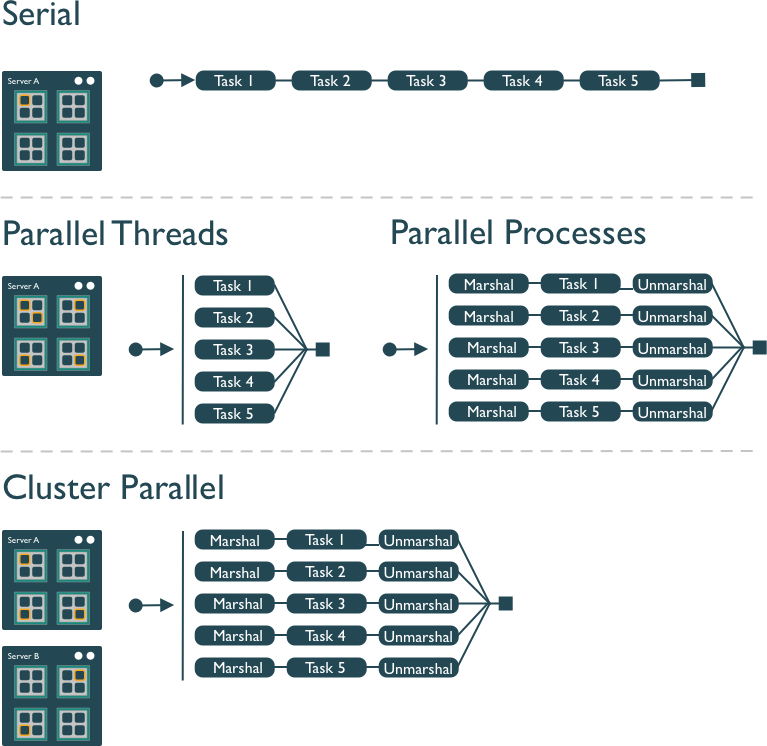 Serial
Server A
Task 1 Task 2 Task 3 Task 4 Task 5
Parallel Threads
Server A
Task 1
Task 2
Task 3
Task 4
Task 5
Parallel Processes
Marshal Task 1 Unmarshal
Marshal Task 2 Unmarshal
Marshal Task 3 Unmarshal
Marshal Task 4 Unmarshal
Marshal Task 5 Unmarshal
Cluster Parallel
Server A
Server B
Marshal Task 1 Unmarshal
Marshal Task 2 Unmarshal
Marshal Task 3 Unmarshal
Marshal Task 4 Unmarshal
Marshal Task 5 Unmarshal